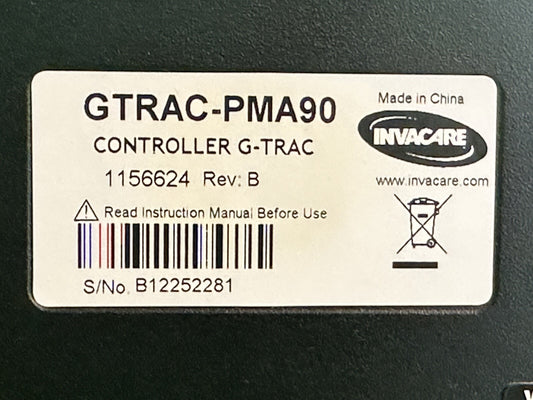 GTRAC-PMA90
CONTROLLER G-TRAC
1156624 Rev: B
Read Instruction Manual Before Use
S/No. B12252281
Made in China
INVACARE
www.invacare.com